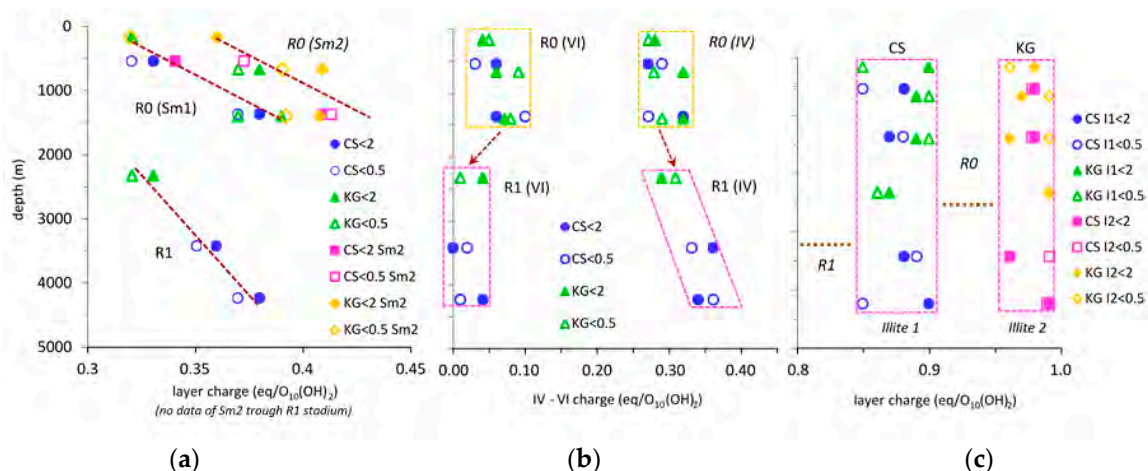 0
1000
2000
3000
4000
5000
depth (m)
0.3
0.35
0.4
0.45
layer charge (eq/O10(OH)2)
(no data of Sm2 trough R1 stadium)
R0 (Sm2)
R0 (Sm1)
R1
CS<2
CS<0.5
KG<2
KG<0.5
CS<2 Sm2
CS<0.5 Sm2
KG<2 Sm2
KG<0.5 Sm2
(a)
R0 (VI)
R0 (IV)
R1 (VI)
R1 (IV)
CS<2
CS<0.5
KG<2
KG<0.5
0.00
0.10
0.20
0.30
0.40
IV - VI charge (eq/O10(OH)2)
(b)
CS
KG
R0
R1
Illite 1
Illite 2
0.8
0.9
1.0
layer charge (eq/O10(OH)2)
CS I1<2
CS I1<0.5
KG I1<2
KG I1<0.5
CS I2<2
CS I2<0.5
KG I2<2
KG I2<0.5
(c)